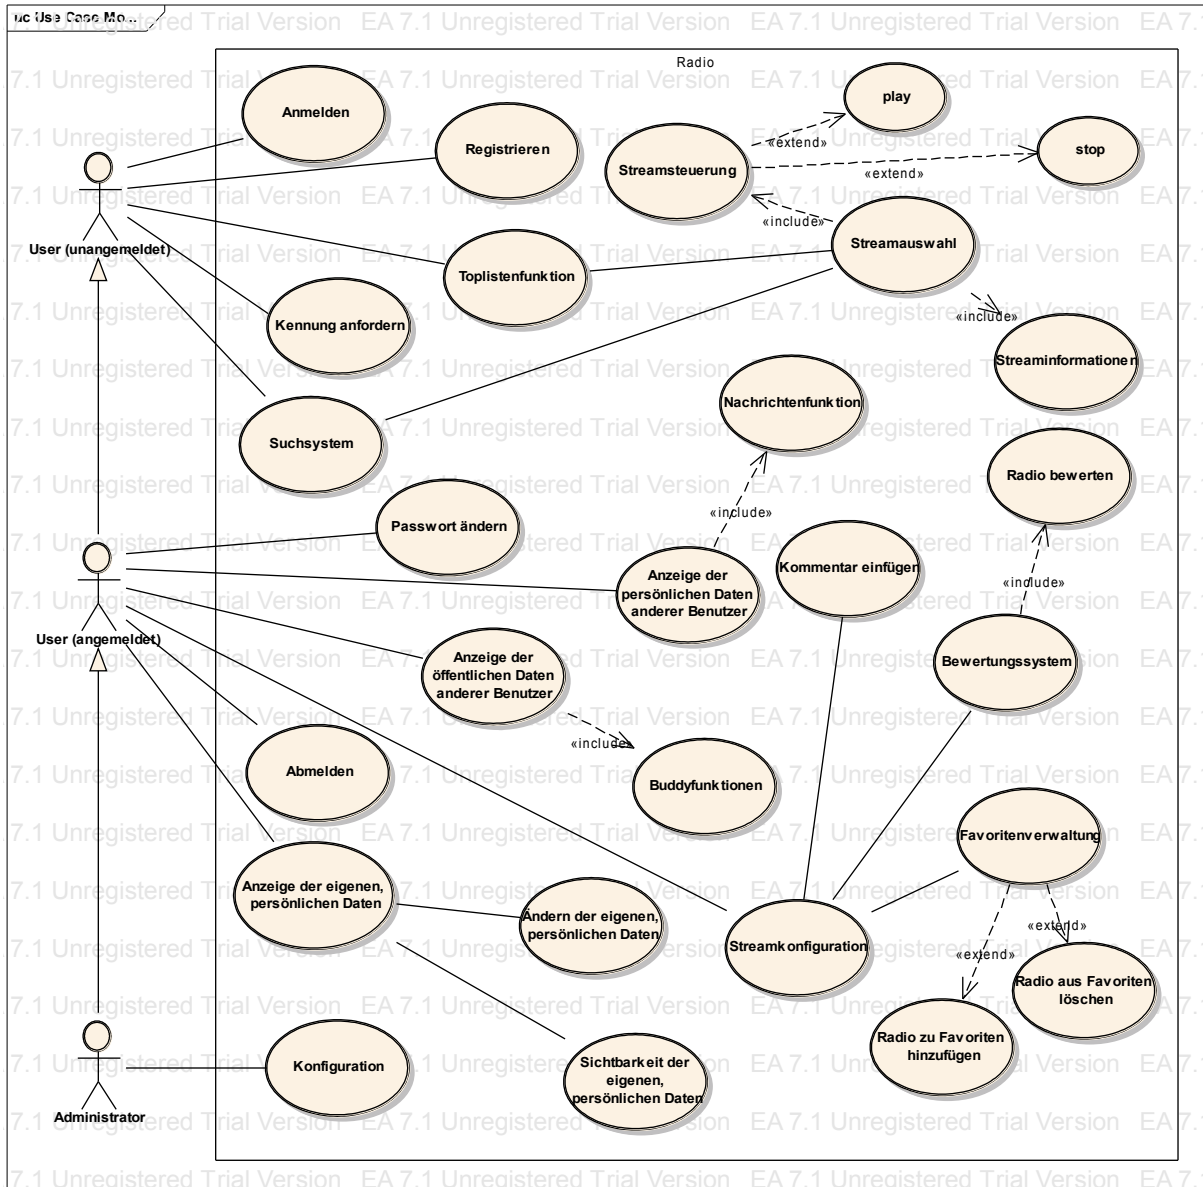 uc Use Case Mo...
EA 7.1 Unregistered Trial Version
Radio
Anmelden
play
Registrieren
Streamsteuerung
«extend»
stop
«extend»
User (unangemeldet)
«include»
Streamauswahl
Toplistenfunktion
Kennung anfordern
«include»
Streaminformationen
Nachrichtenfunktion
Suchsystem
Radio bewerten
Passwort ändern
«include»
Kommentar einfügen
«include»
Anzeige der
persönlichen Daten
anderer Benutzer
User (angemeldet)
Anzeige der
öffentlichen Daten
anderer Benutzer
Bewertungssystem
«include»
Abmelden
Buddyfunktionen
Favoritenverwaltung
Anzeige der eigenen,
persönlichen Daten
Ändern der eigenen,
persönlichen Daten
Streamkonfiguration
«extend»
«extend»
Radio aus Favoriten
löschen
Radio zu Favoriten
hinzufügen
Konfiguration
Sichtbarkeit der
eigenen,
persönlichen Daten
Administrator